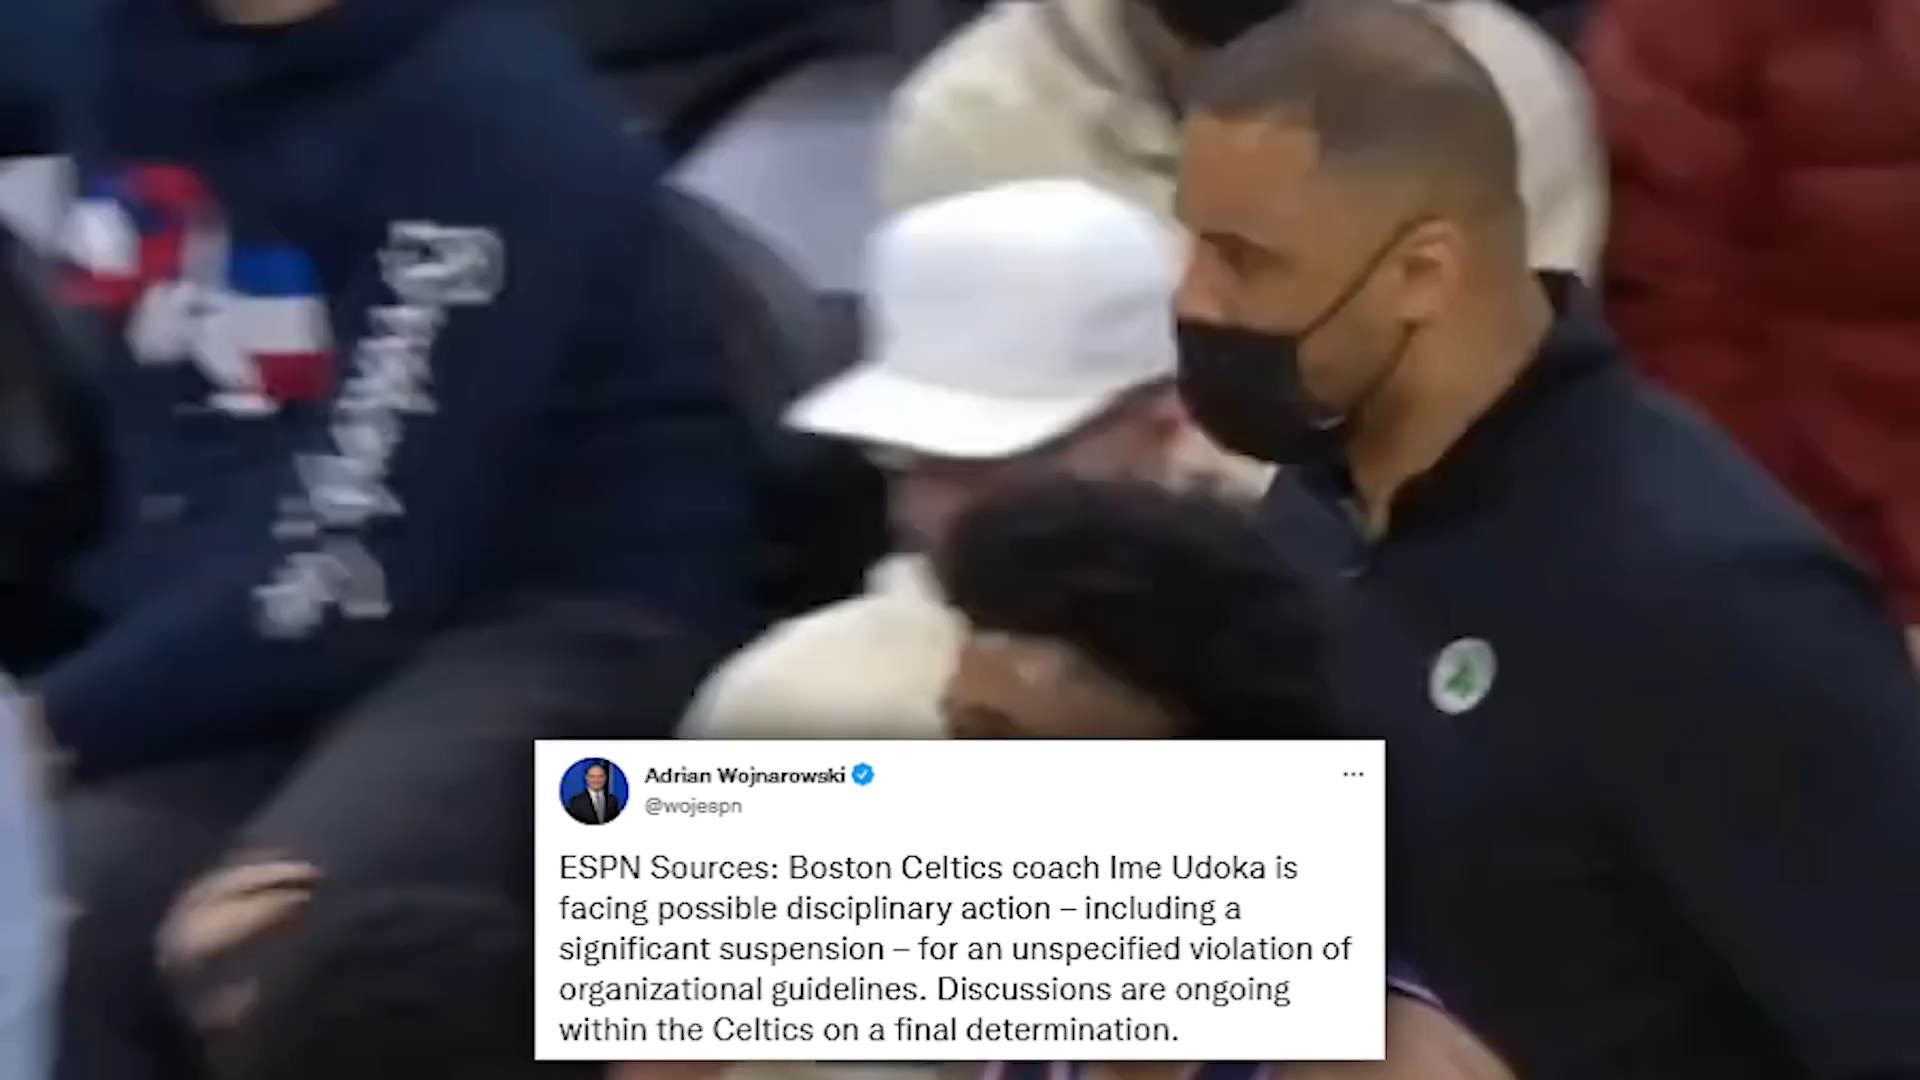 Adrian Wojnarowski
@wojespn
ESPN Sources: Boston Celtics coach Ime Udoka is
facing possible disciplinary action – including a
significant suspension – for an unspecified violation of
organizational guidelines. Discussions are ongoing
within the Celtics on a final determination.